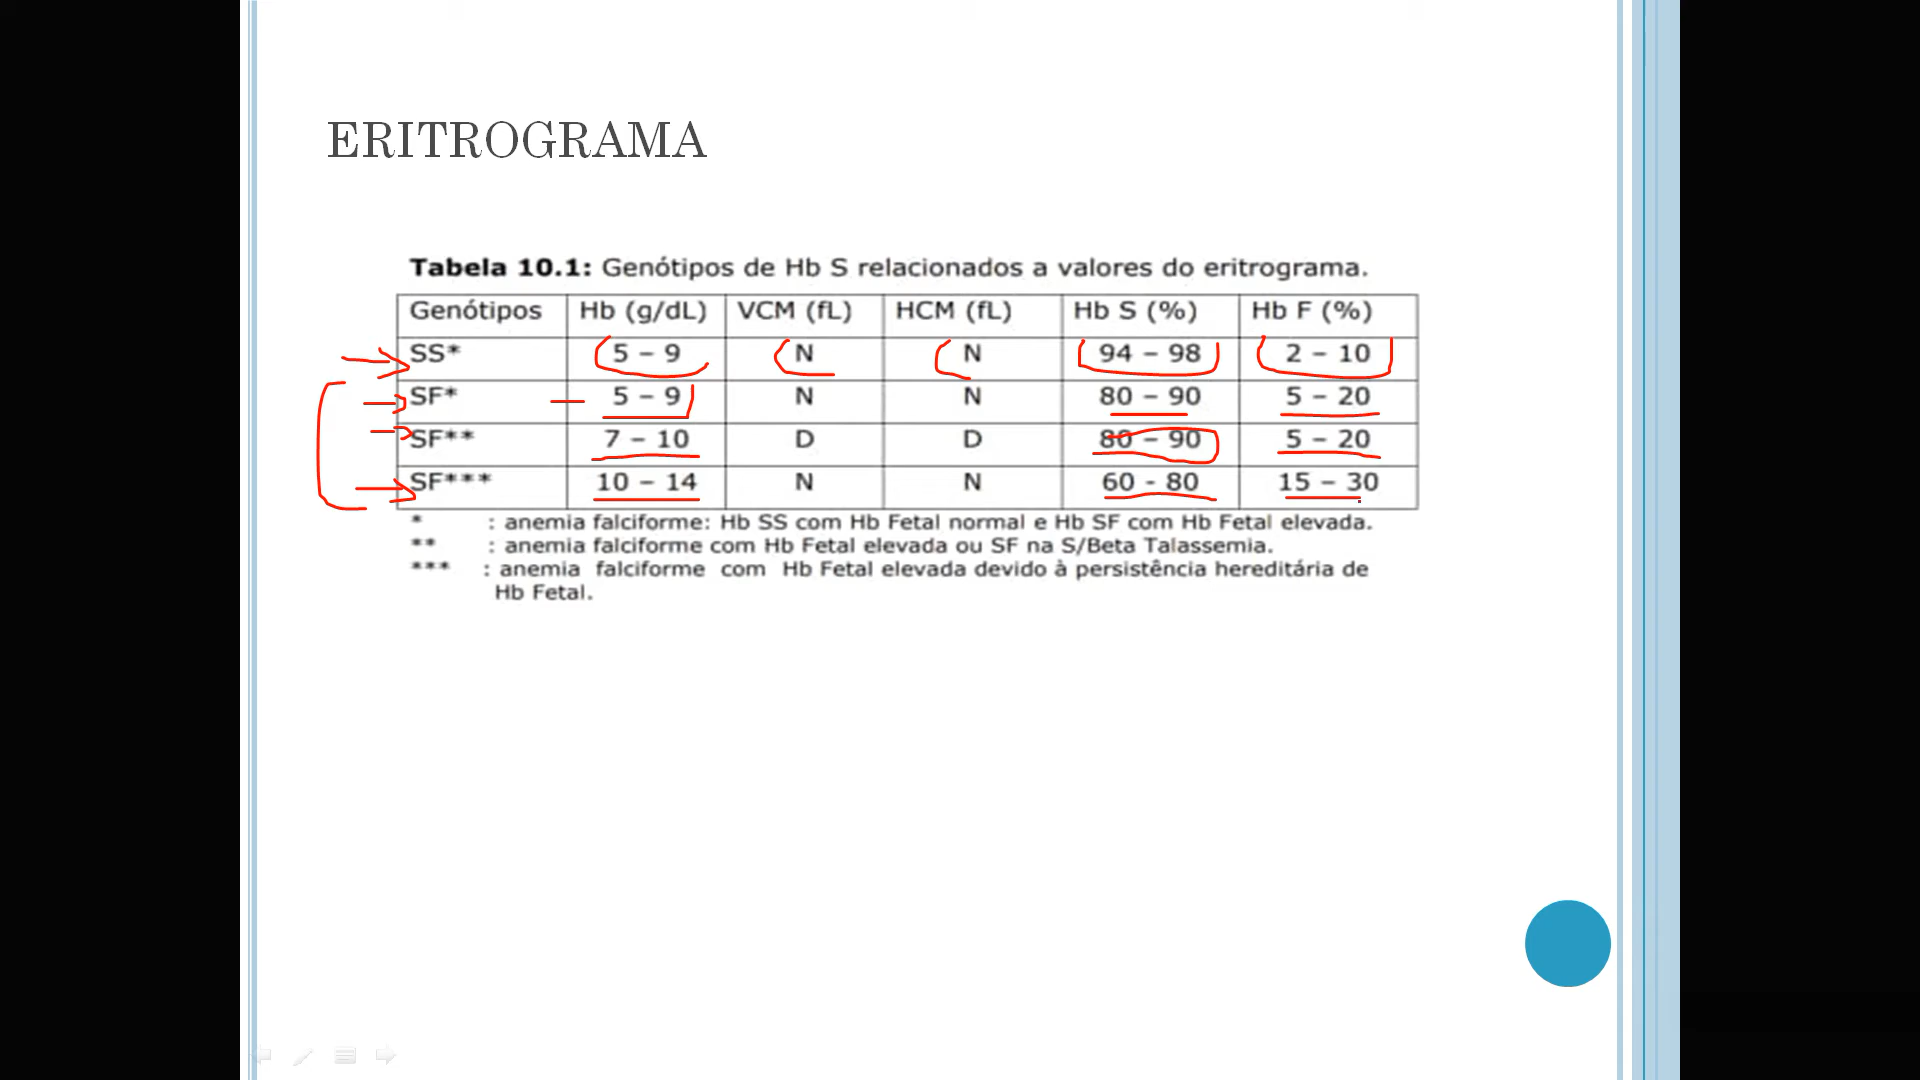 ERITROGRAMA
Tabela 10.1: Genótipos de Hb S relacionados a valores do eritrograma.
Genótipos Hb (g/dL) VCM (fL) HCM (fL) Hb S (%) Hb F (%)
SS* 5 – 9 N N 94 – 98 2 – 10
SF* 5 – 9 N N 80 – 90 5 – 20
SF** 7 – 10 D D 80 – 90 5 – 20
SF*** 10 – 14 N N 60 - 80 15 – 30
* : anemia falciforme: Hb SS com Hb Fetal normal e Hb SF com Hb Fetal elevada.
** : anemia falciforme com Hb Fetal elevada ou SF na S/Beta Talassemia.
*** : anemia falciforme com Hb Fetal elevada devido à persistência hereditária de
Hb Fetal.